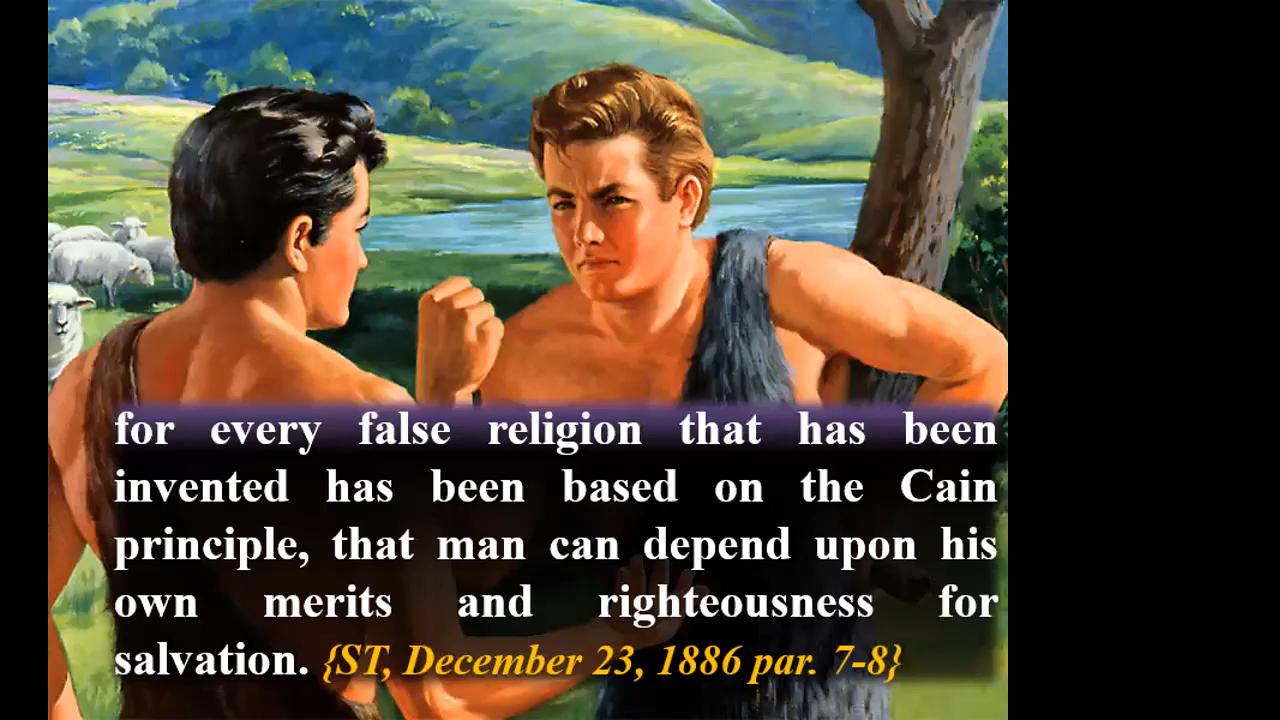 for every false religion that has been
invented has been based on the Cain
principle, that man can depend upon his
own merits and righteousness for
salvation. {ST, December 23, 1886 par. 7-8}